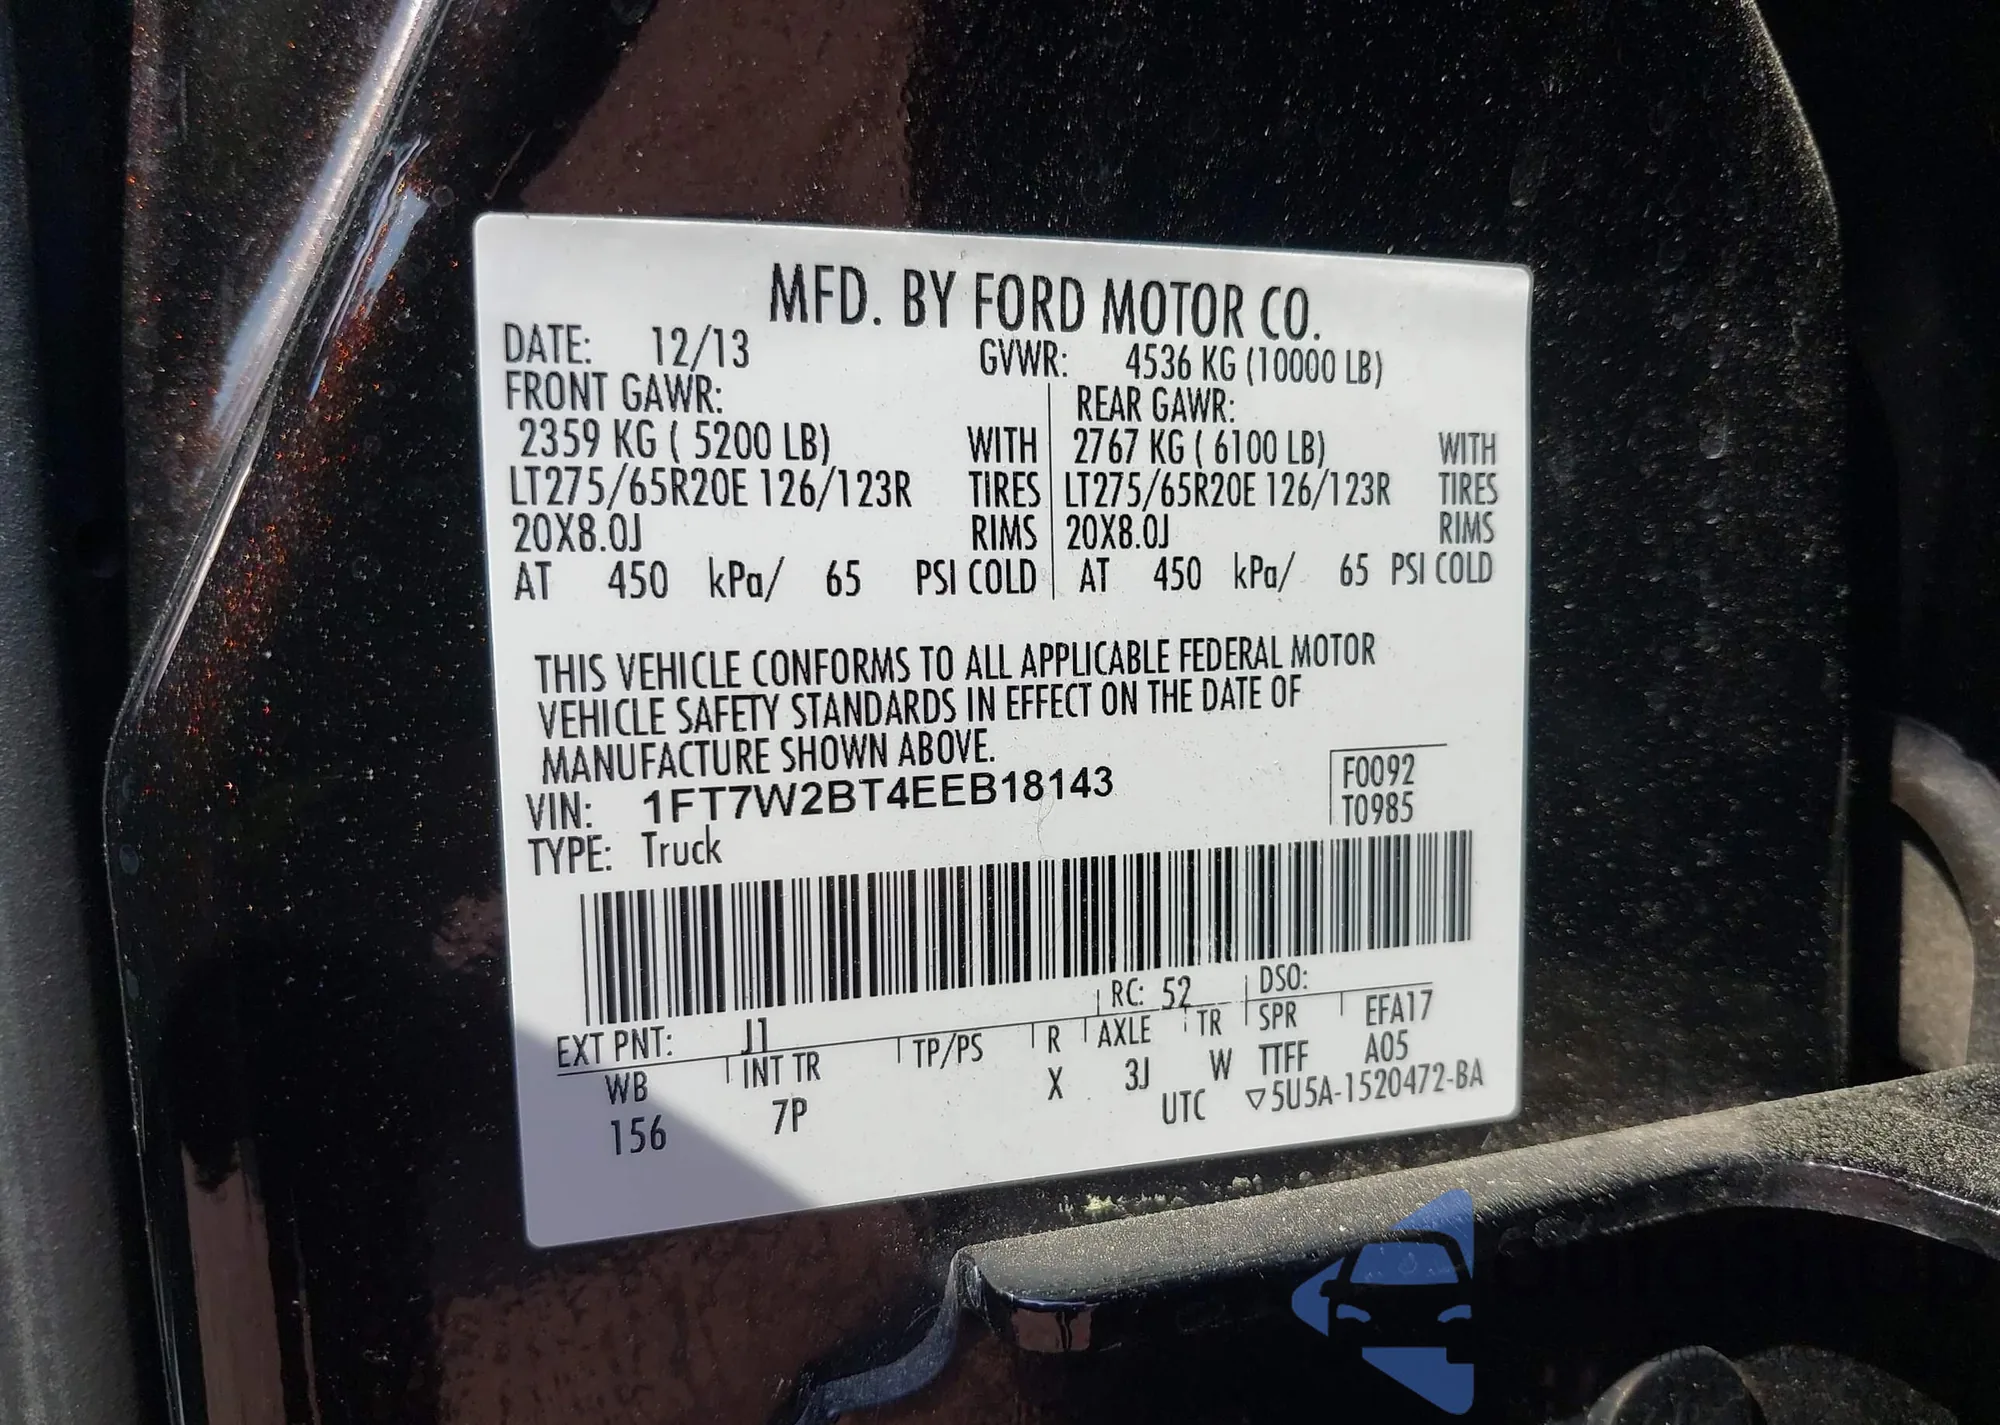 MFD. BY FORD MOTOR CO.
DATE: 12/13 GVWR: 4536 KG (10000 LB)
FRONT GAWR: REAR GAWR:
2359 KG ( 5200 LB) WITH 2767 KG ( 6100 LB) WITH
LT275/65R20E 126/123R TIRES LT275/65R20E 126/123R TIRES
20X8.0J RIMS 20X8.0J RIMS
AT 450 kPa/ 65 PSI COLD AT 450 kPa/ 65 PSI COLD
THIS VEHICLE CONFORMS TO ALL APPLICABLE FEDERAL MOTOR
VEHICLE SAFETY STANDARDS IN EFFECT ON THE DATE OF
MANUFACTURE SHOWN ABOVE.
VIN: 1FT7W2BT4EEB18143 F0092
TYPE: Truck T0985
EXT PNT: J1 RC: 52 DSO:
WB INT TR TP/PS R AXLE TR SPR EFA17
156 7P X 3J W TTFF A05
UTC ▽5U5A-1520472-BA